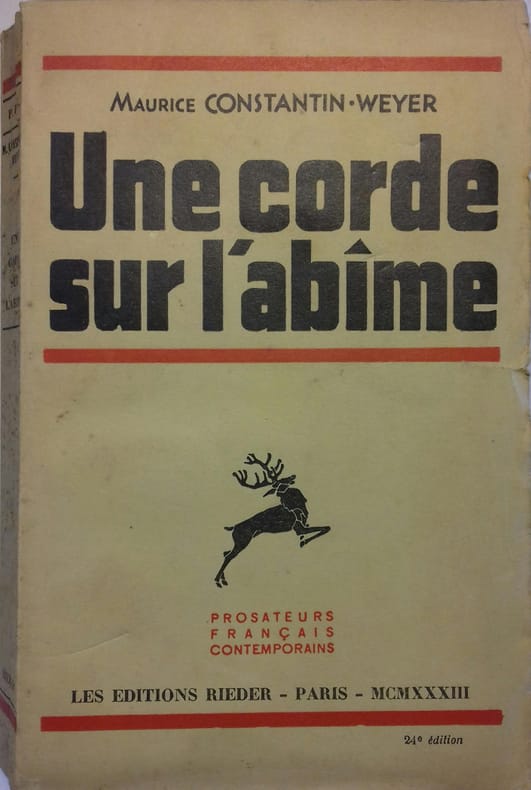 Maurice CONSTANTIN-WEYER
Une corde
sur l'abîme
PROSATEURS
FRANÇAIS
CONTEMPORAINS
LES EDITIONS RIEDER - PARIS - MCMXXXIII
24e édition